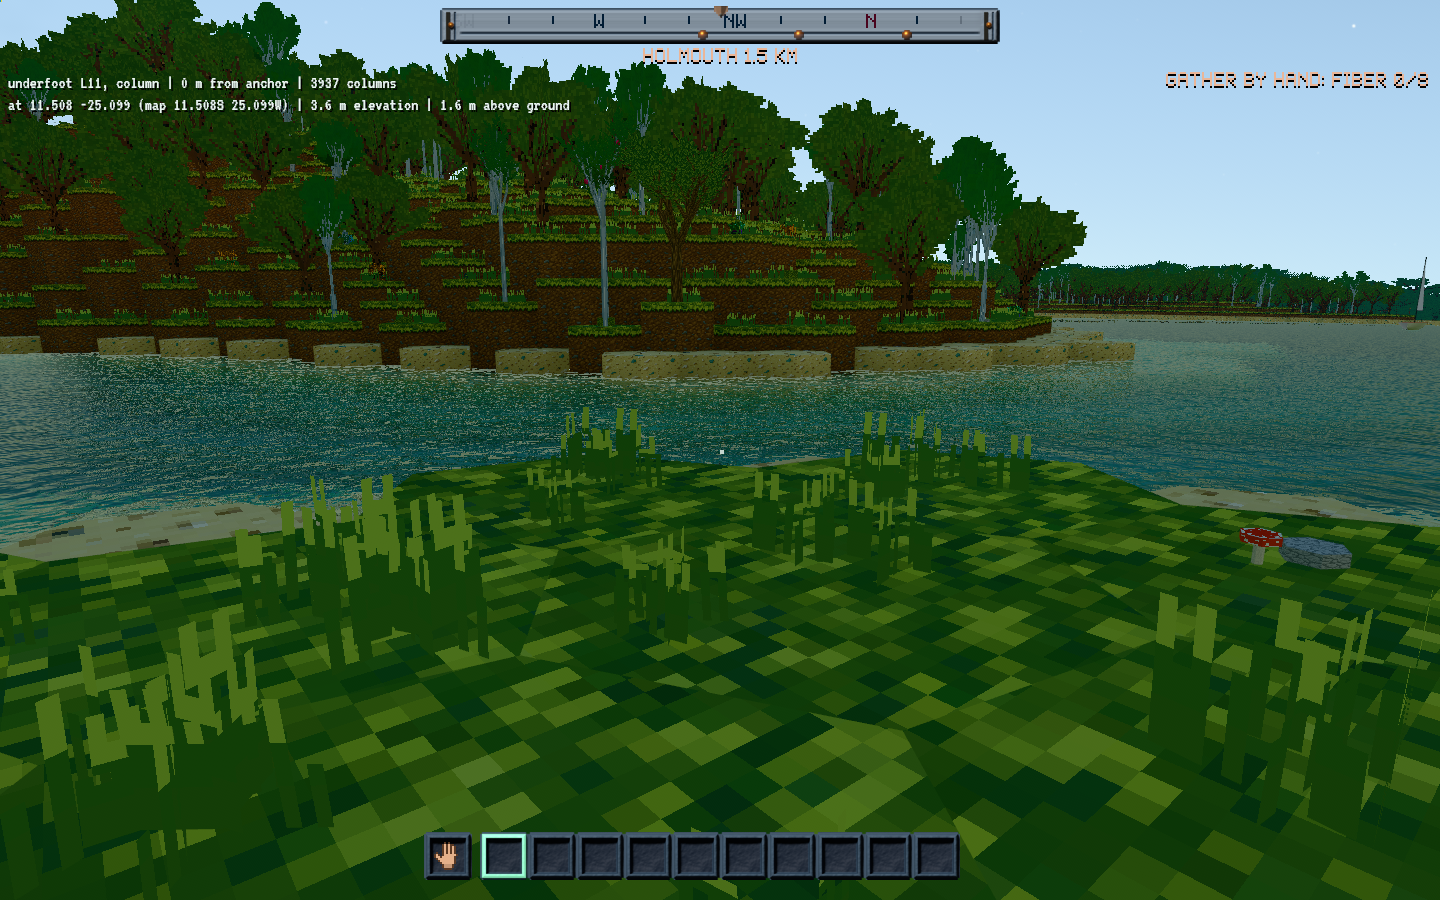 W NW N
HOLMOUTH 1.5 KM
underfoot L11, column | 0 m from anchor | 3937 columns
at 11.508 -25.099 (map 11.508S 25.099W) | 3.6 m elevation | 1.6 m above ground
GATHER BY HAND: FIBER 0/8